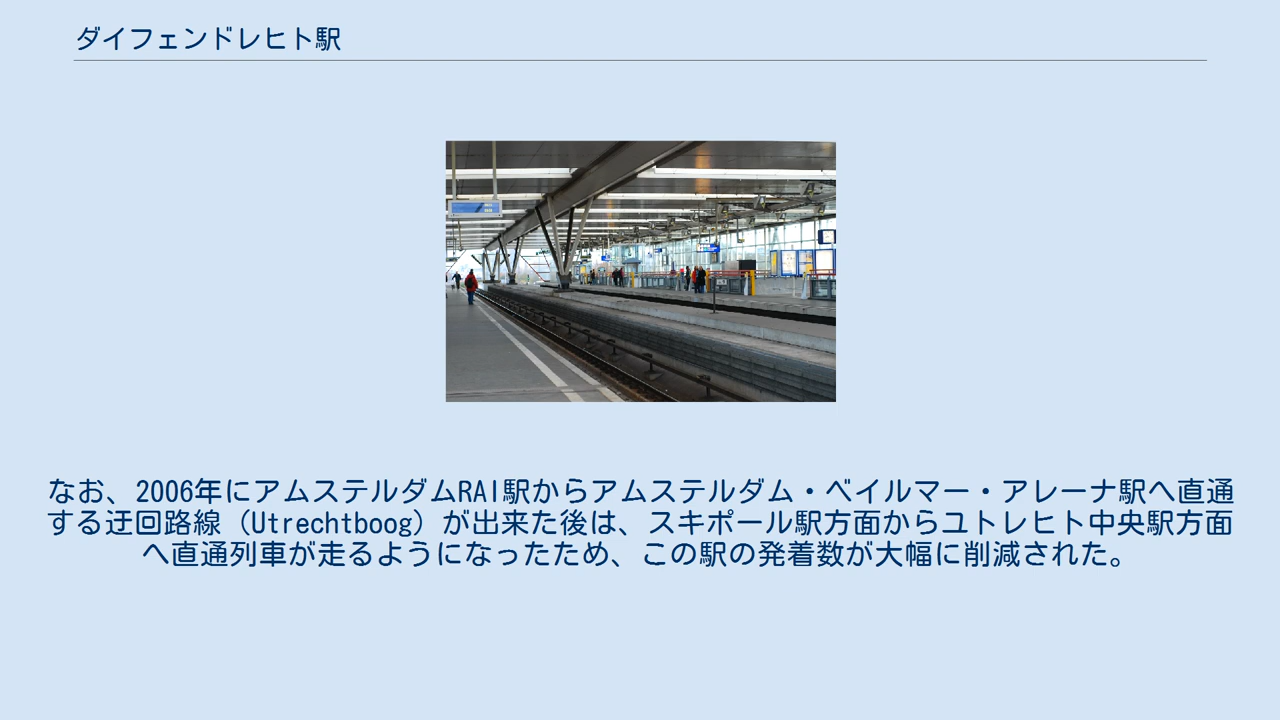 ダイフェンドレヒト駅
なお、2006年にアムステルダムRAI駅からアムステルダム・ベイルマー・アレーナ駅へ直通
する迂回路線（Utrechtboog）が出来た後は、スキポール駅方面からユトレヒト中央駅方面
へ直通列車が走るようになったため、この駅の発着数が大幅に削減された。